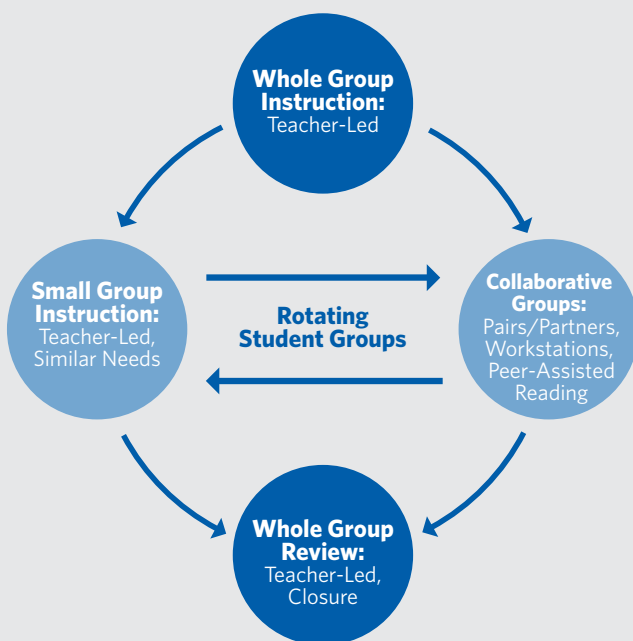 Whole Group
Instruction:
Teacher-Led
Small Group
Instruction:
Teacher-Led,
Similar Needs
Rotating
Student Groups
Collaborative
Groups:
Pairs/Partners,
Workstations,
Peer-Assisted
Reading
Whole Group
Review:
Teacher-Led,
Closure